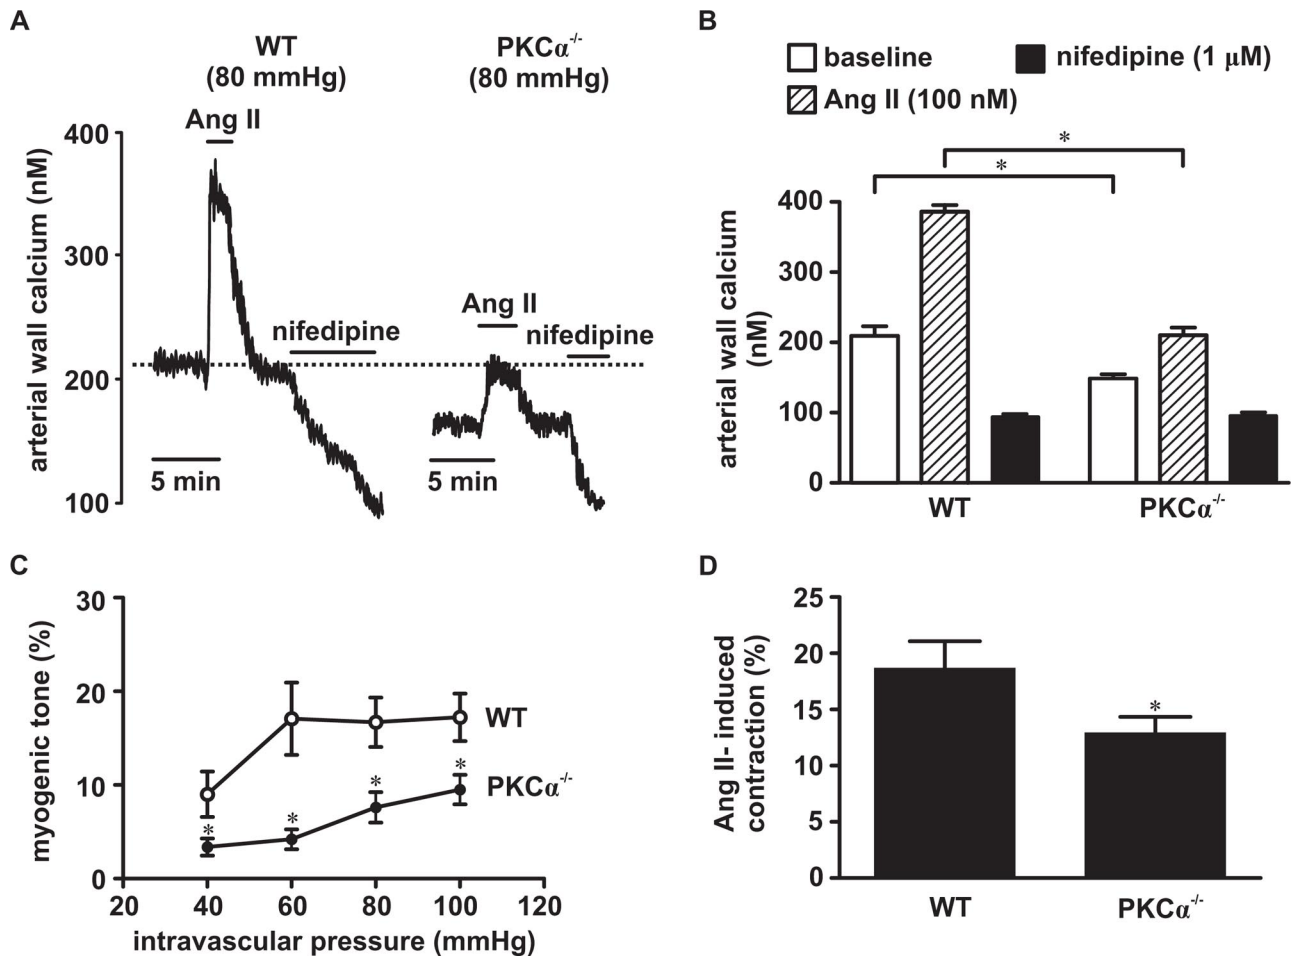 A
WT
(80 mmHg)
PKCα-/-
(80 mmHg)
Ang II
Ang II
nifedipine
nifedipine
arterial wall calcium (nM)
400
300
200
100
5 min
5 min
B
baseline
nifedipine (1 µM)
Ang II (100 nM)
*
*
arterial wall calcium
(nM)
400
300
200
100
0
WT
PKCα-/-
C
myogenic tone (%)
30
20
10
0
WT
PKCα-/-
*
*
*
*
20
40
60
80
100
120
intravascular pressure (mmHg)
D
Ang II- induced
contraction (%)
25
20
15
10
5
0
*
WT
PKCα-/-